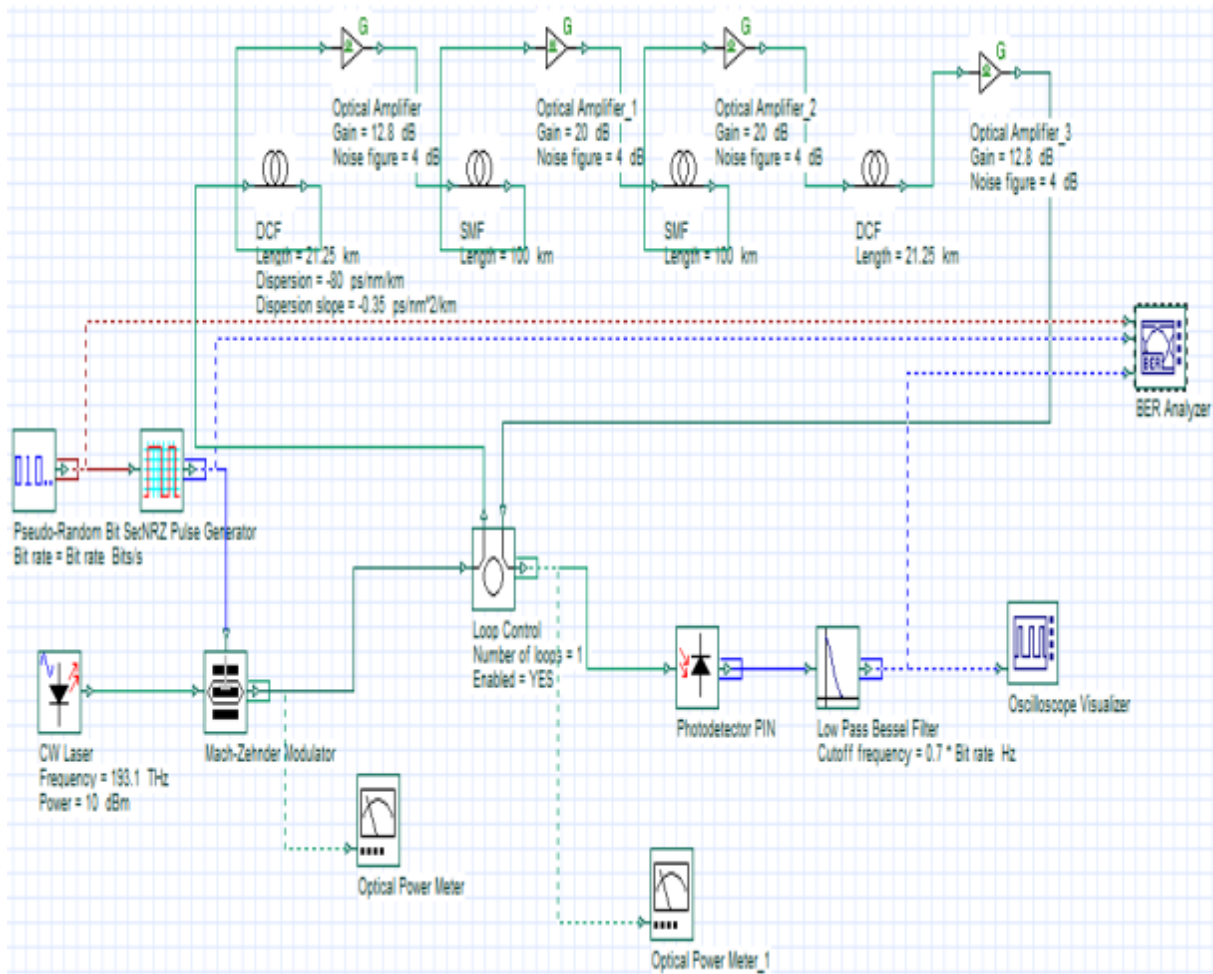 G
G
G
G
Optical Amplifier
Gain = 12.8 dB
Noise figure = 4 dB
Optical Amplifier_1
Gain = 20 dB
Noise figure = 4 dB
Optical Amplifier_2
Gain = 20 dB
Noise figure = 4 dB
Optical Amplifier_3
Gain = 12.8 dB
Noise figure = 4 dB
DCF
Length = 21.25 km
Dispersion = -80 ps/nm/km
Dispersion slope = -0.35 ps/nm^2/km
SMF
Length = 100 km
SMF
Length = 100 km
DCF
Length = 21.25 km
BER
BER Analyzer
010...
Pseudo-Random Bit SecNRZ Pulse Generator
Bit rate = Bit rate Bits/s
Loop Control
Number of loops = 1
Enabled = YES
CW Laser
Frequency = 193.1 THz
Power = 10 dBm
Mach-Zehnder Modulator
Photodetector PIN
Low Pass Bessel Filter
Cutoff frequency = 0.7 * Bit rate Hz
Oscilloscope Visualizer
Optical Power Meter
Optical Power Meter_1